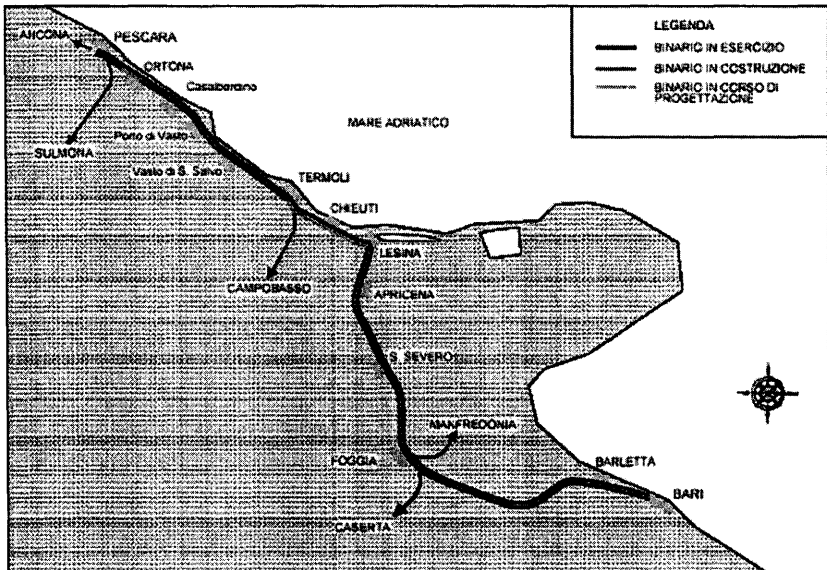 ANCONA
PESCARA
ORTONA
Casalbordino
Porto di Vasto
SULMONA
Vasto di S. Salvo
TERMOLI
CHIEUTI
MARE ADRIATICO
LESINA
CAMPOBASSO
APRICENA
S. SEVERO
MANFREDONIA
FOGGIA
BARLETTA
BARI
CASERTA
LEGENDA
BINARIO IN ESERCIZIO
BINARIO IN COSTRUZIONE
BINARIO IN CORSO DI
PROGETTAZIONE